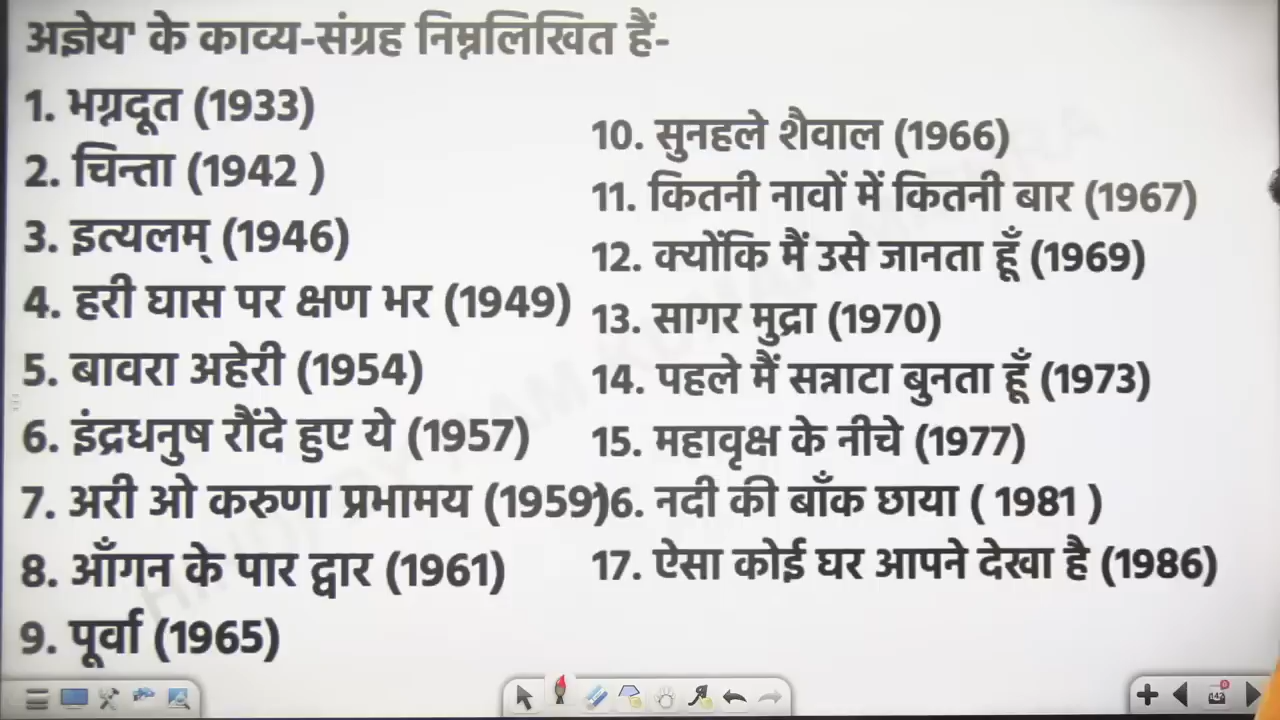 अज्ञेय' के काव्य-संग्रह निम्नलिखित हैं-
1. भग्नदूत (1933)
2. चिन्ता (1942 )
3. इत्यलम् (1946)
4. हरी घास पर क्षण भर (1949)
5. बावरा अहेरी (1954)
6. इंद्रधनुष रौंदे हुए ये (1957)
7. अरी ओ करुणा प्रभामय (1959)
8. आँगन के पार द्वार (1961)
9. पूर्वा (1965)
10. सुनहले शैवाल (1966)
11. कितनी नावों में कितनी बार (1967)
12. क्योंकि मैं उसे जानता हूँ (1969)
13. सागर मुद्रा (1970)
14. पहले मैं सन्नाटा बुनता हूँ (1973)
15. महावृक्ष के नीचे (1977)
16. नदी की बाँक छाया ( 1981 )
17. ऐसा कोई घर आपने देखा है (1986)